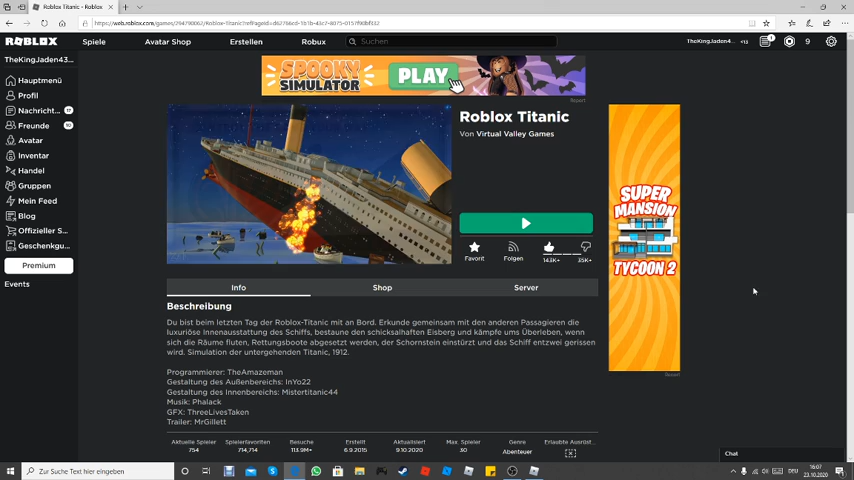 Roblox Titanic - Roblox
https://web.roblox.com/games/294790062/Roblox-Titanic?
ROBLOX
Spiele
Avatar Shop
Erstellen
Robux
Suchen
TheKingJaden43...
+13
1
9
TheKingJaden43...
Hauptmenü
Profil
Nachricht...
Freunde
Avatar
Inventar
Handel
Gruppen
Mein Feed
Blog
Offizieller S...
Geschenkgu...
Premium
Events
SPOOKY
SIMULATOR
PLAY
Report
Roblox Titanic
Von Virtual Valley Games
Favorit
Folgen
143K+
35K+
SUPER
MANSION
TYCOON 2
Report
Info
Shop
Server
Beschreibung
Du bist beim letzten Tag der Roblox-Titanic mit an Bord. Erkunde gemeinsam mit den anderen Passagieren die
luxuriöse Innenausstattung des Schiffs, bestaune den schicksalhaften Eisberg und kämpfe ums Überleben, wenn
sich die Räume fluten, Rettungsboote abgesetzt werden, der Schornstein einstürzt und das Schiff entzwei gerissen
wird. Simulation der untergehenden Titanic, 1912.
Programmierer: TheAmazeman
Gestaltung des Außenbereichs: InYo22
Gestaltung des Innenbereichs: Mistertitanic44
Musik: Phalack
GFX: ThreeLivesTaken
Trailer: MrGillett
Aktuelle Spieler
Spielerfavoriten
Besuche
Erstellt
Aktualisiert
Max. Spieler
Genre
Erlaubte Ausrüst...
754
714,714
113.9M+
6.9.2015
9.10.2020
30
Abenteuer
Chat
Zur Suche Text hier eingeben
DEU
16:07
23.10.2020